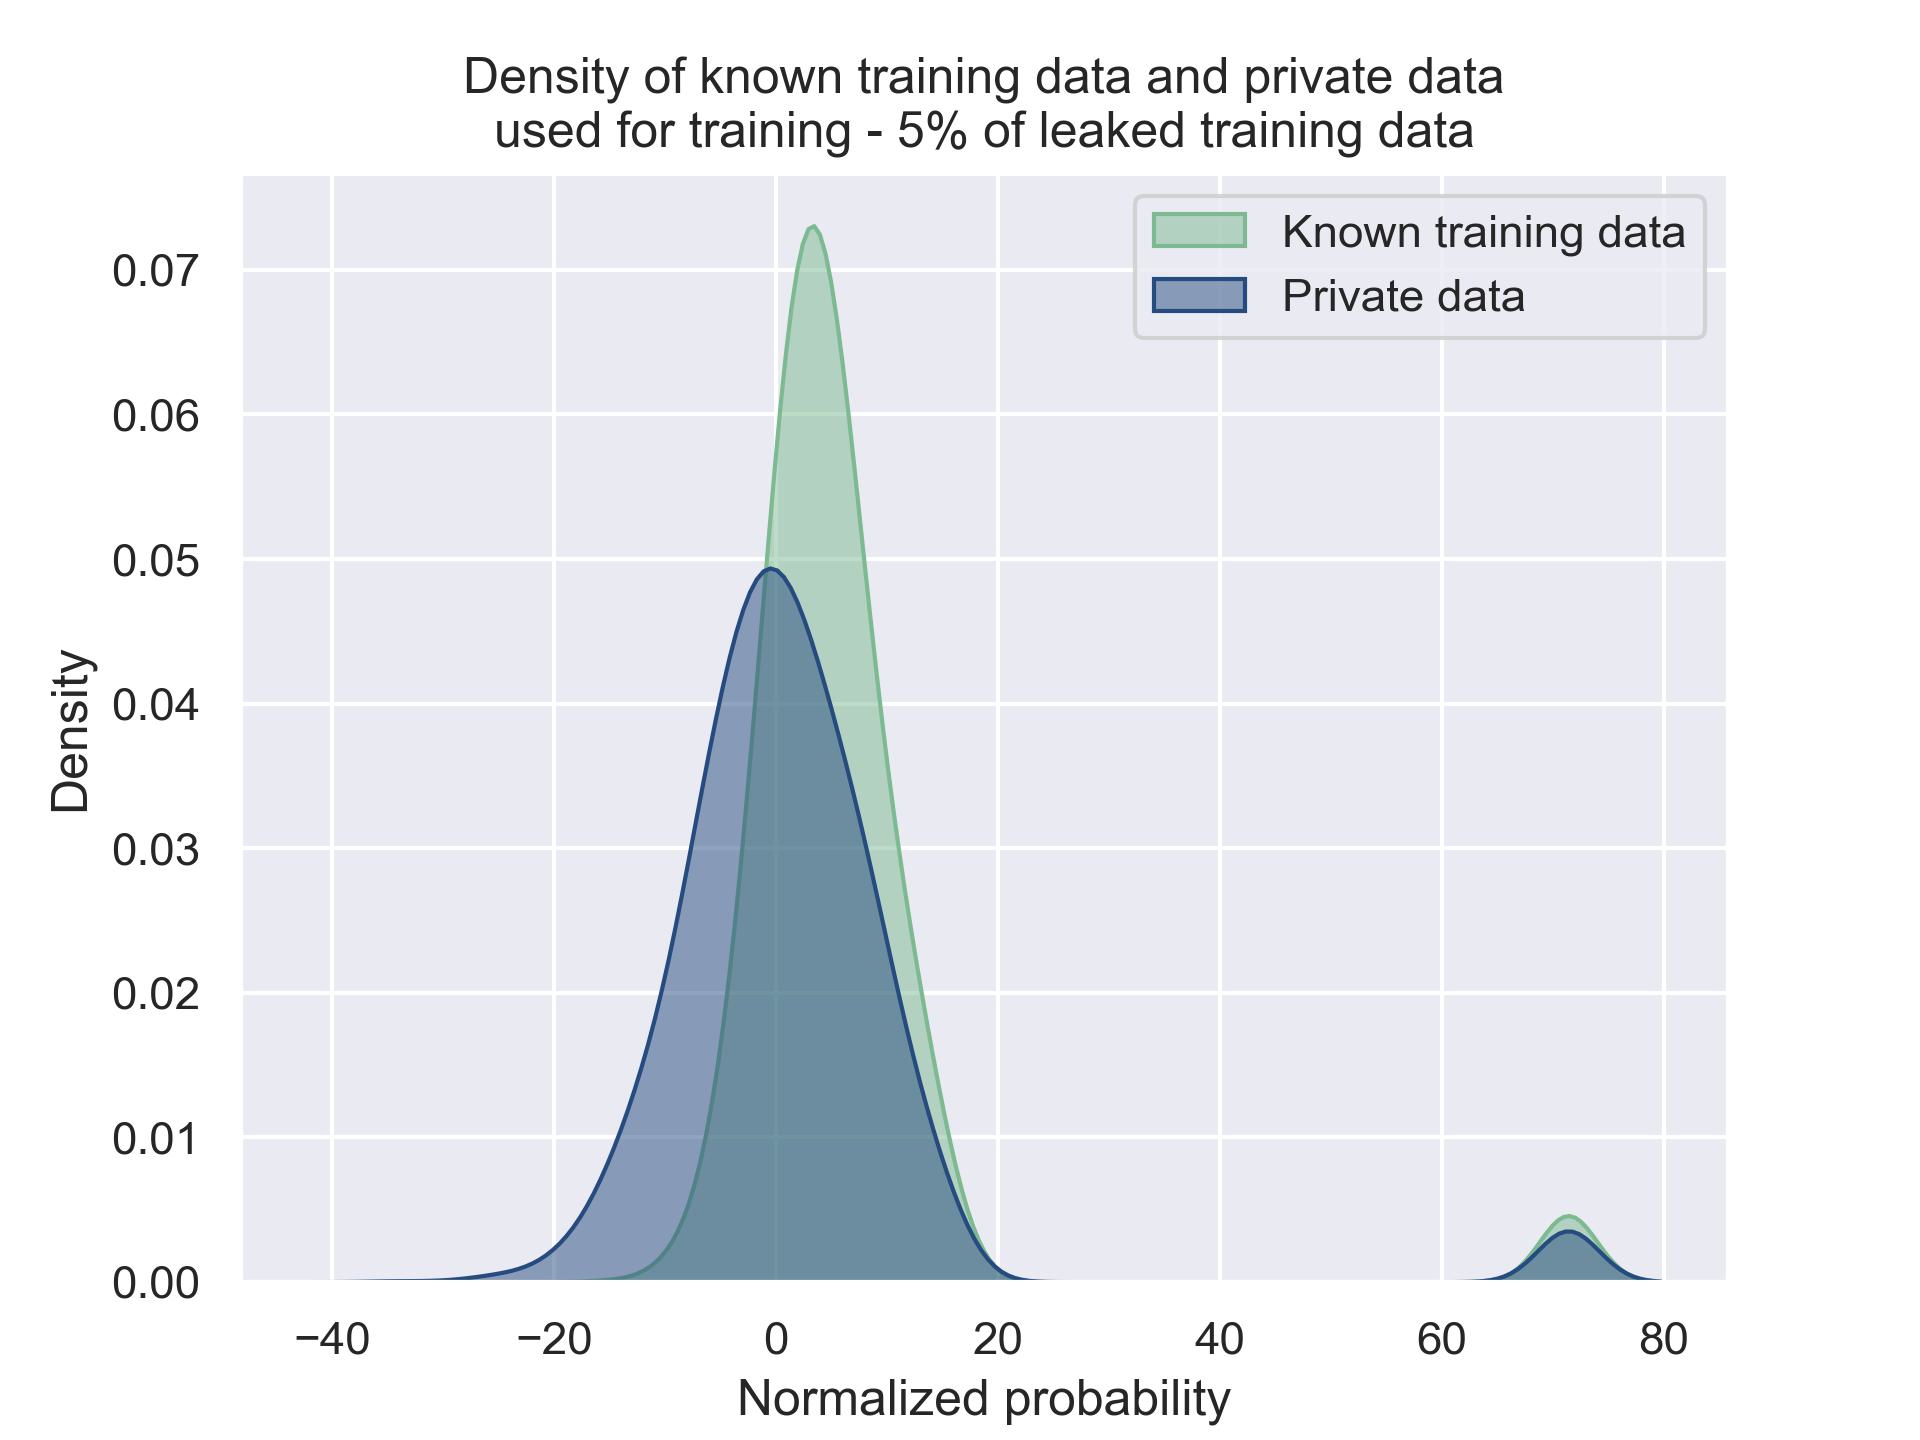 Density of known training data and private data
used for training - 5% of leaked training data
Known training data
Private data
Density
0.07
0.06
0.05
0.04
0.03
0.02
0.01
0.00
−40 −20 0 20 40 60 80
Normalized probability